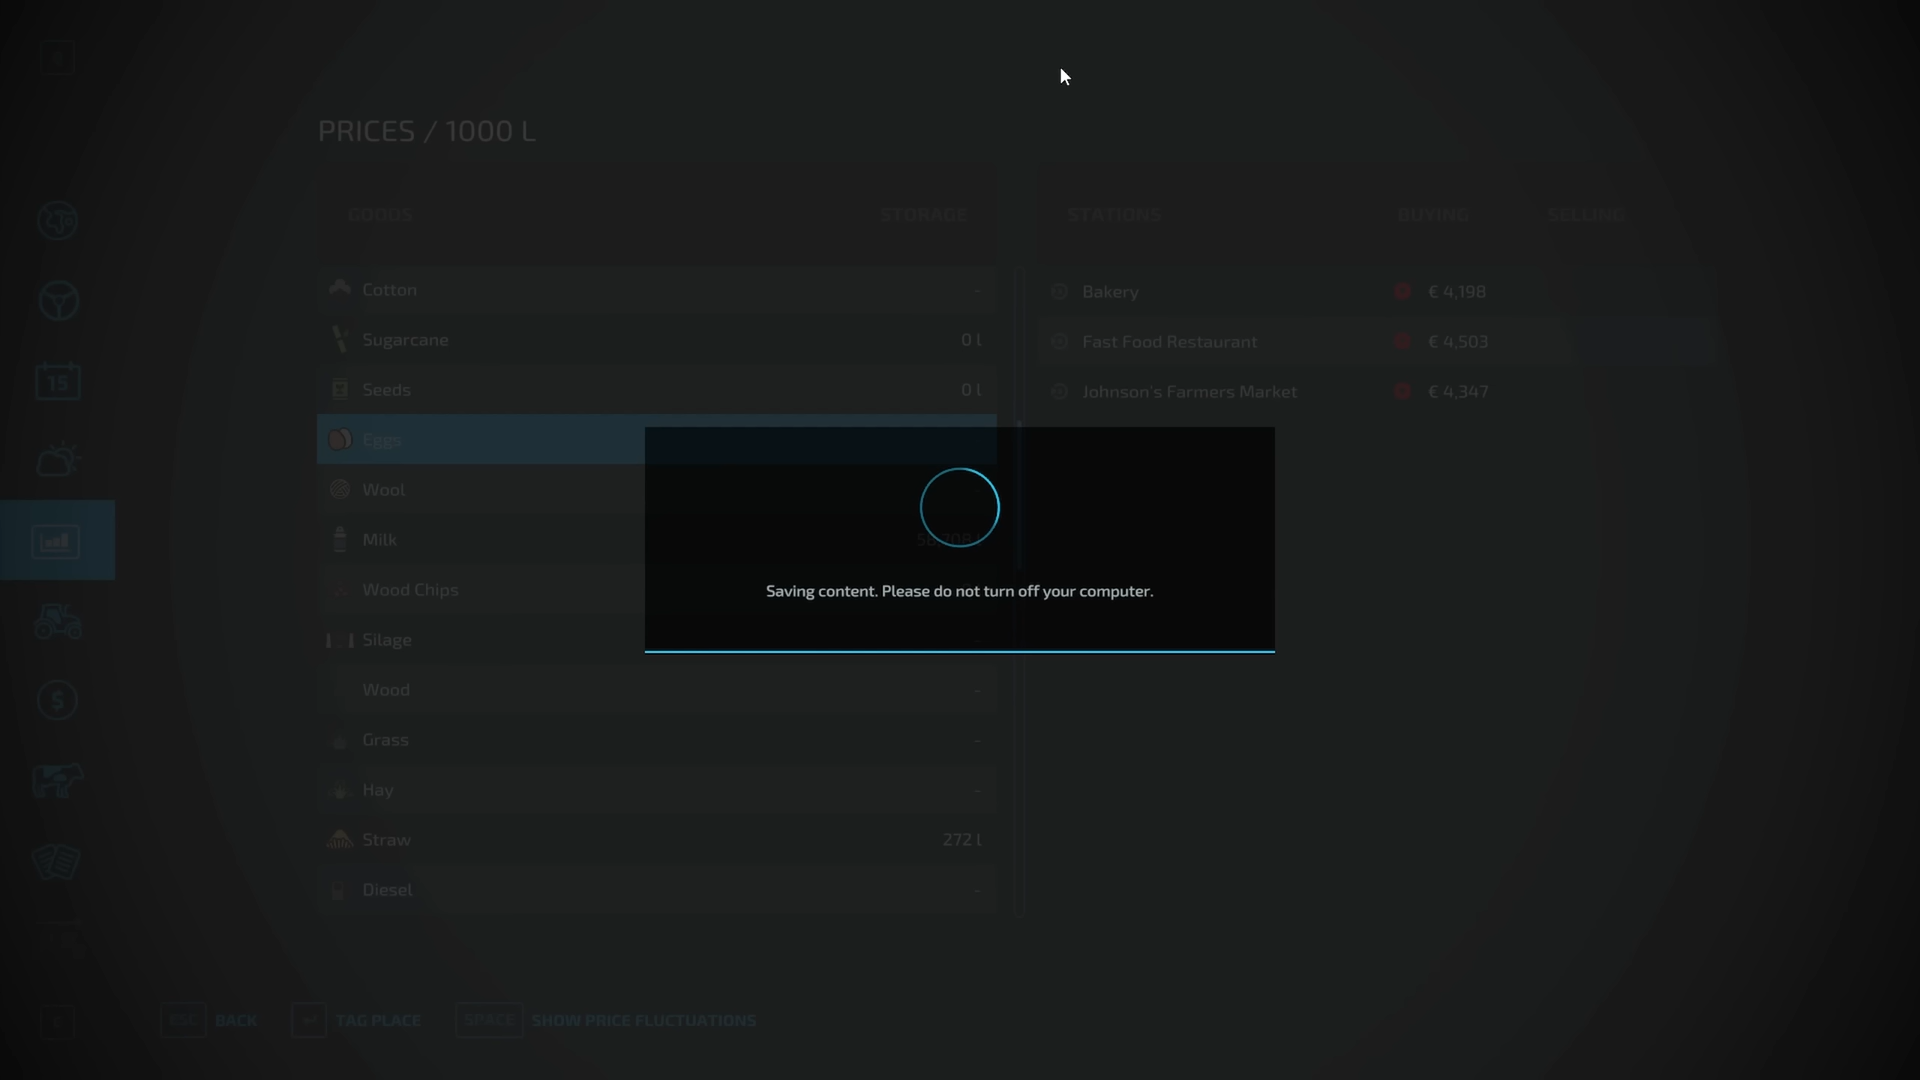 PRICES / 1000 L
GOODS STORAGE
STATIONS BUYING SELLING
Cotton -
Sugarcane 0 l
Seeds 0 l
Eggs
Wool
Milk
Wood Chips
Silage
Wood -
Grass -
Hay -
Straw 272 l
Diesel -
Bakery € 4,198
Fast Food Restaurant € 4,503
Johnson's Farmers Market € 4,347
15
Saving content. Please do not turn off your computer.
ESC BACK TAG PLACE SPACE SHOW PRICE FLUCTUATIONS